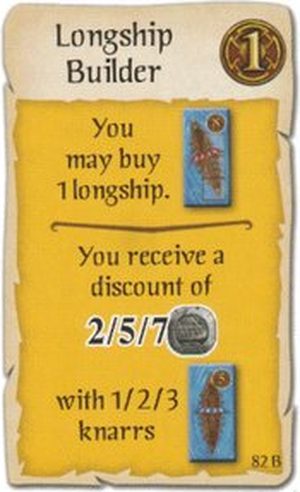 Longship
Builder
1
You
may buy
1 longship.
You receive a
discount of
2/5/7
with 1/2/3
knarrs
82 B